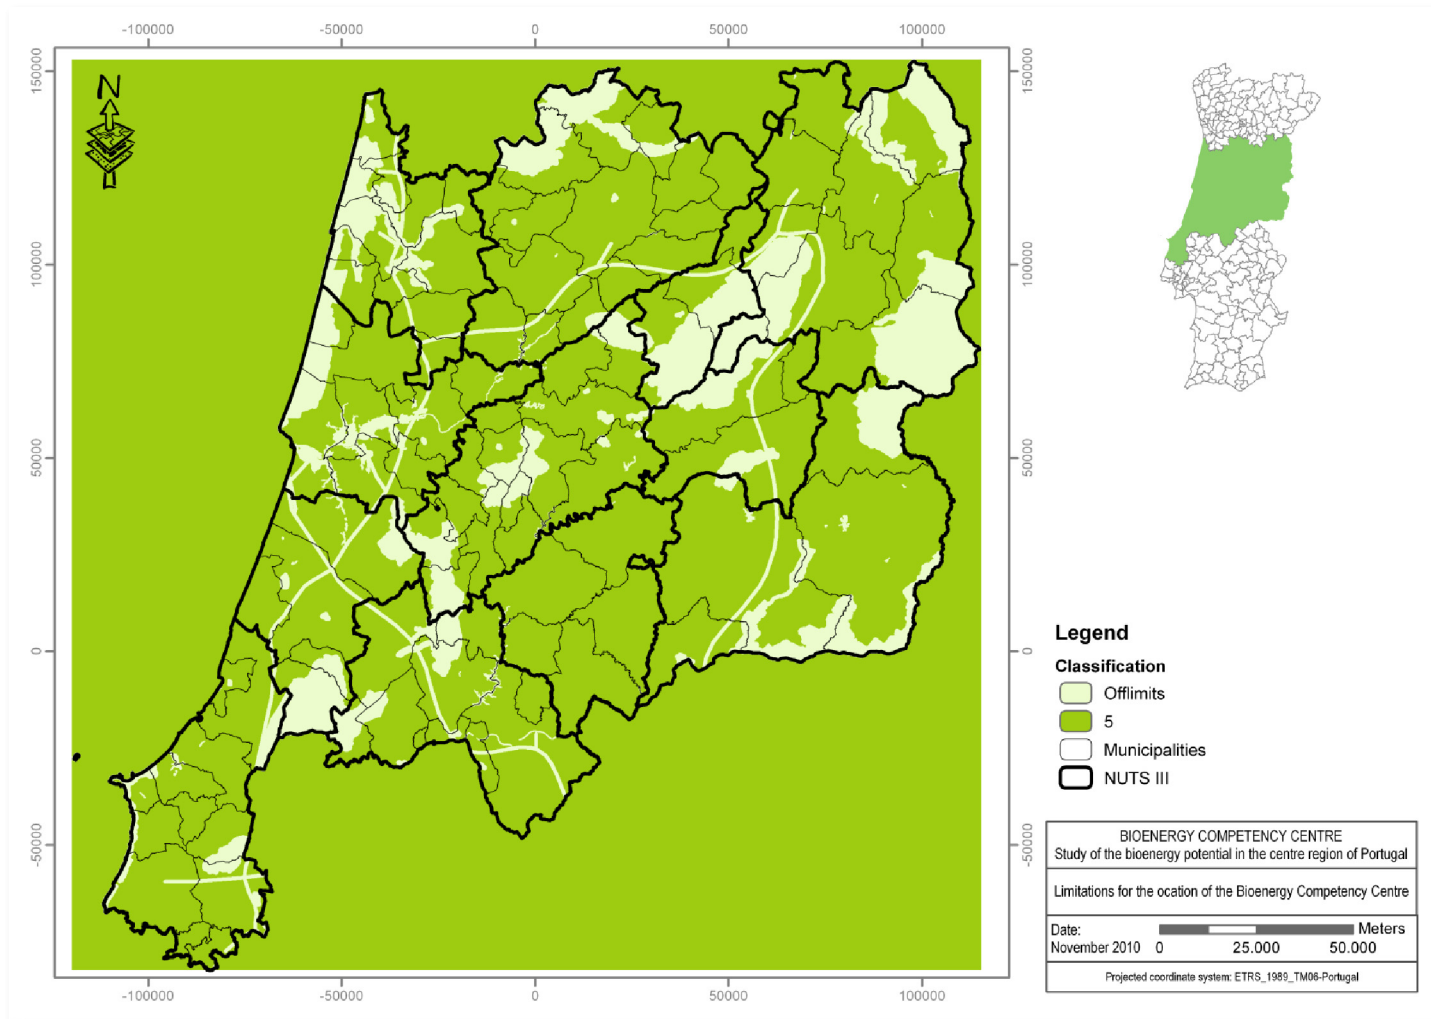 -100000 -50000 0 50000 100000
150000
100000
50000
0
-50000
N
150000
100000
50000
0
-50000
-100000 -50000 0 50000 100000
Legend
Classification
Offlimits
5
Municipalities
NUTS III
BIOENERGY COMPETENCY CENTRE
Study of the bioenergy potential in the centre region of Portugal
Limitations for the ocation of the Bioenergy Competency Centre
Date:
November 2010
Meters
0 25.000 50.000
Projected coordinate system: ETRS_1989_TM06-Portugal